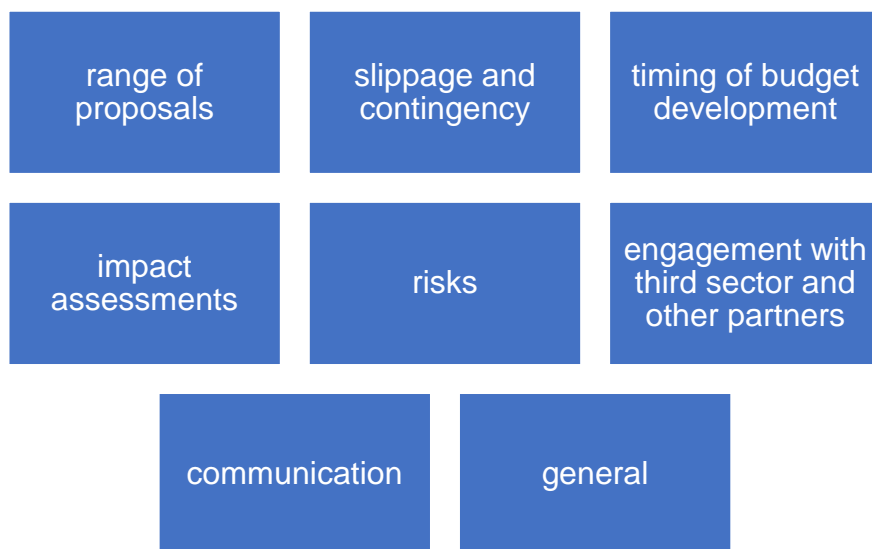 range of
proposals
slippage and
contingency
timing of budget
development
impact
assessments
risks
engagement with
third sector and
other partners
communication
general